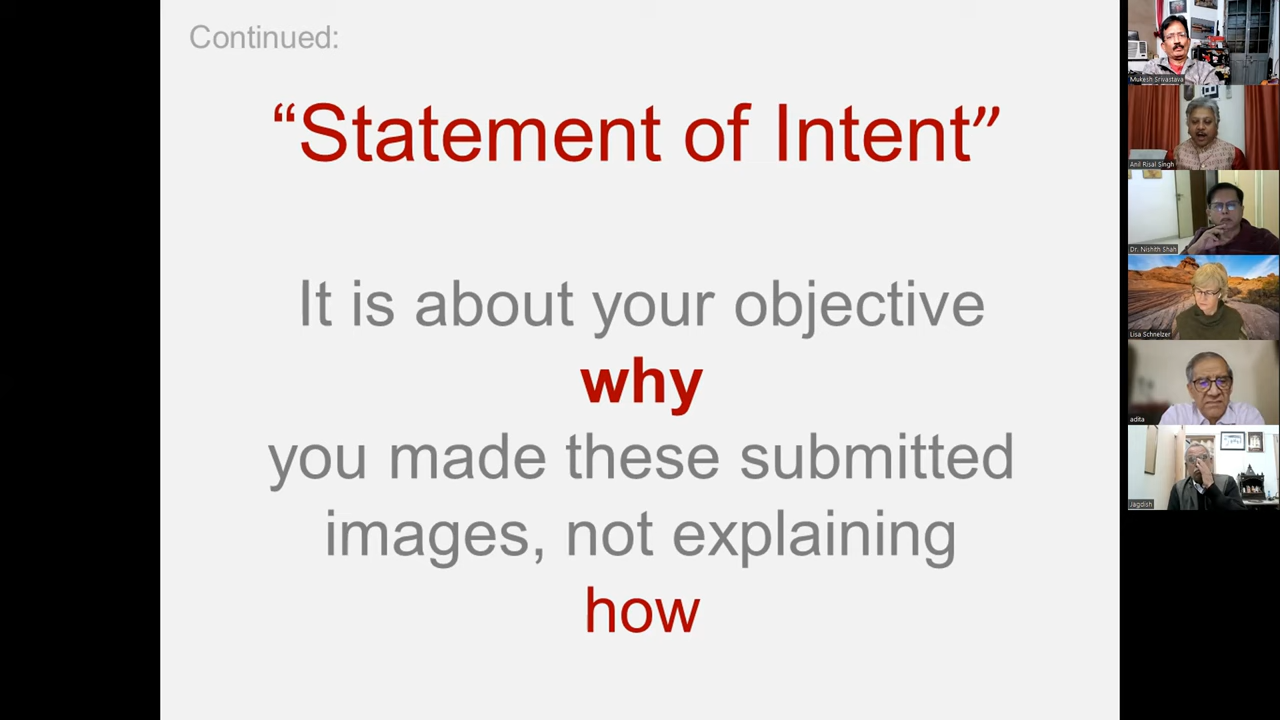 Continued:
“Statement of Intent”
It is about your objective
why
you made these submitted
images, not explaining
how
Mukesh Srivastava
Anil Risal Singh
Dr. Nishith Shah
Lisa Schnelzer
adita
Jagdish